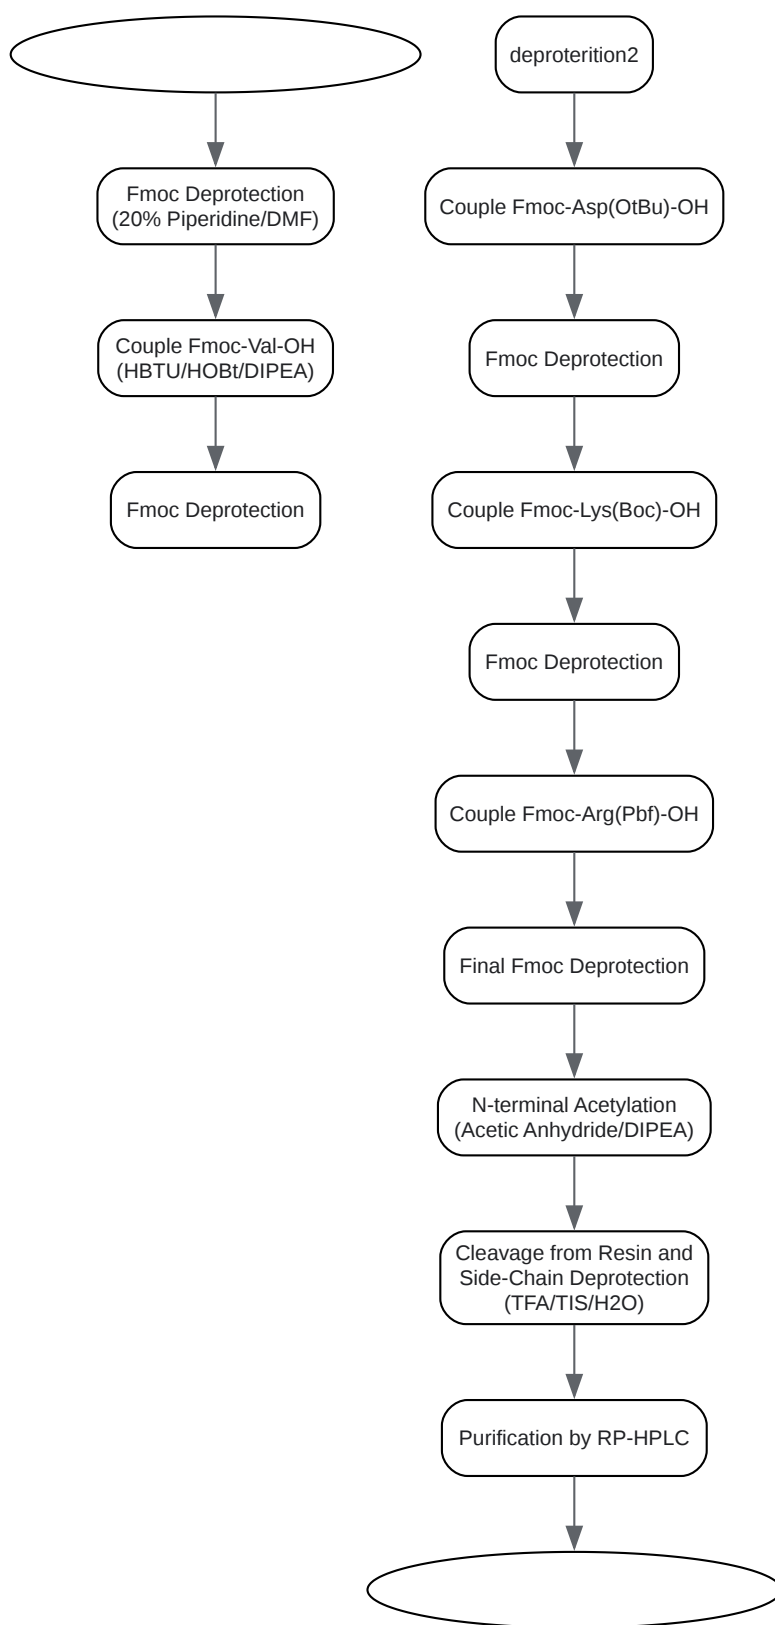 Fmoc Deprotection
(20% Piperidine/DMF)
Couple Fmoc-Val-OH
(HBTU/HOBt/DIPEA)
Fmoc Deprotection
deproterition2
Couple Fmoc-Asp(OtBu)-OH
Fmoc Deprotection
Couple Fmoc-Lys(Boc)-OH
Fmoc Deprotection
Couple Fmoc-Arg(Pbf)-OH
Final Fmoc Deprotection
N-terminal Acetylation
(Acetic Anhydride/DIPEA)
Cleavage from Resin and
Side-Chain Deprotection
(TFA/TIS/H2O)
Purification by RP-HPLC